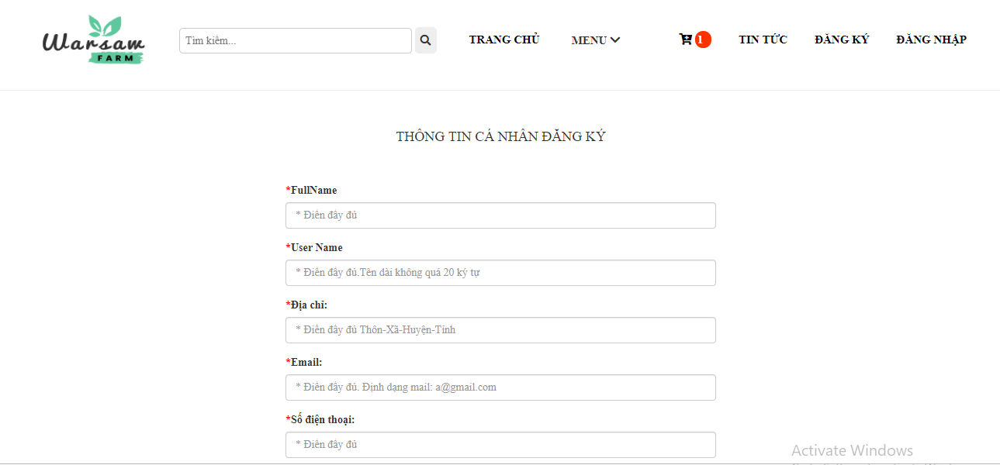 Warsaw
FARM
Tìm kiếm...
TRANG CHỦ
MENU
1
TIN TỨC
ĐĂNG KÝ
ĐĂNG NHẬP
THÔNG TIN CÁ NHÂN ĐĂNG KÝ
*FullName
* Điền đầy đủ
*User Name
* Điền đầy đủ.Tên dài không quá 20 ký tự
*Địa chỉ:
* Điền đầy đủ Thôn-Xã-Huyện-Tỉnh
*Email:
* Điền đầy đủ. Định dạng mail: a@gmail.com
*Số điện thoại:
* Điền đầy đủ
Activate Windows